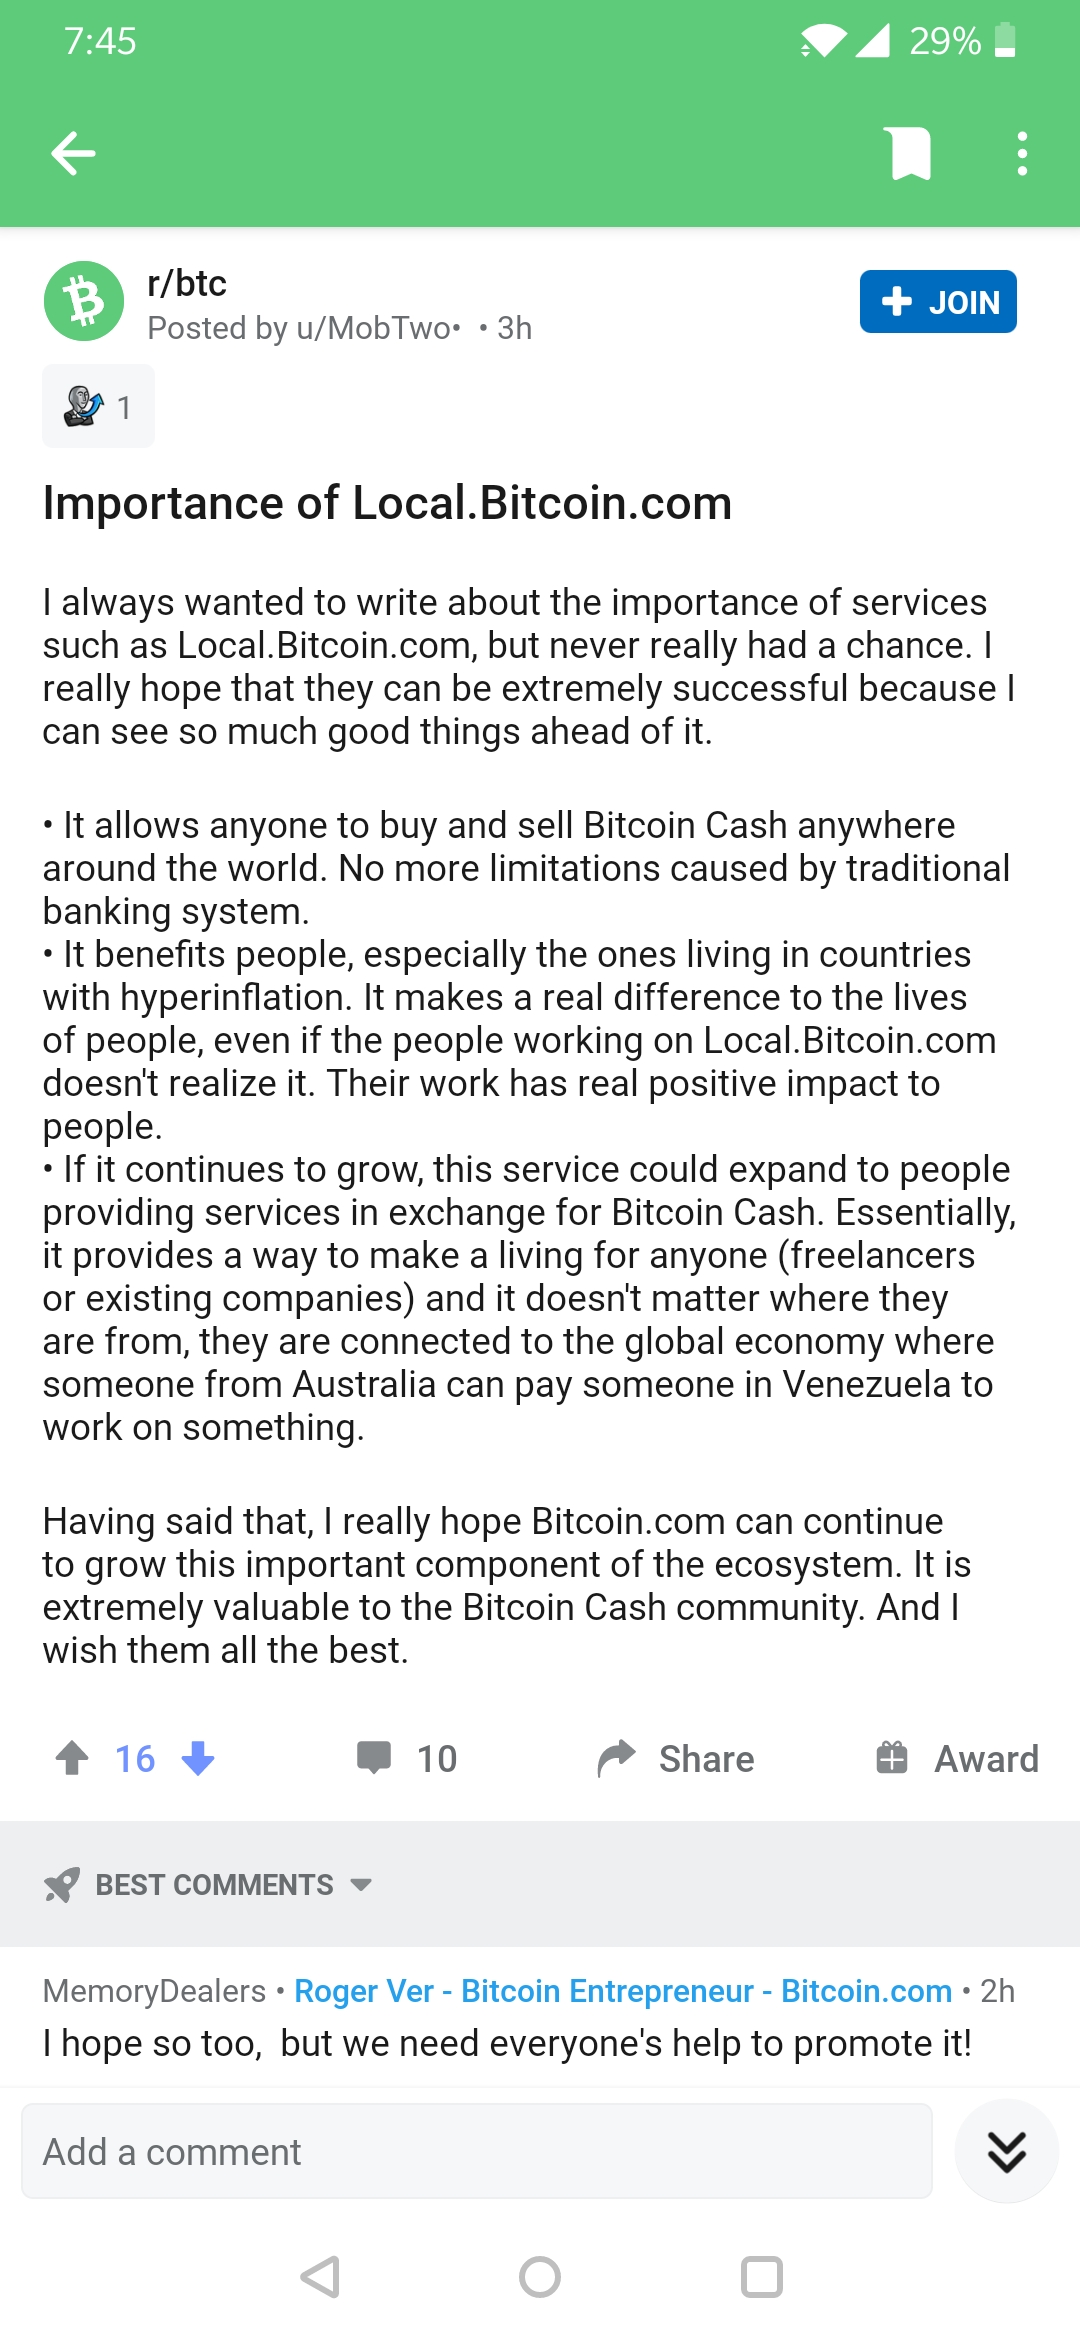 7:45
29%
r/btc
Posted by u/MobTwo• • 3h
JOIN
1
Importance of Local.Bitcoin.com
I always wanted to write about the importance of services
such as Local.Bitcoin.com, but never really had a chance. I
really hope that they can be extremely successful because I
can see so much good things ahead of it.
• It allows anyone to buy and sell Bitcoin Cash anywhere
around the world. No more limitations caused by traditional
banking system.
• It benefits people, especially the ones living in countries
with hyperinflation. It makes a real difference to the lives
of people, even if the people working on Local.Bitcoin.com
doesn't realize it. Their work has real positive impact to
people.
• If it continues to grow, this service could expand to people
providing services in exchange for Bitcoin Cash. Essentially,
it provides a way to make a living for anyone (freelancers
or existing companies) and it doesn't matter where they
are from, they are connected to the global economy where
someone from Australia can pay someone in Venezuela to
work on something.
Having said that, I really hope Bitcoin.com can continue
to grow this important component of the ecosystem. It is
extremely valuable to the Bitcoin Cash community. And I
wish them all the best.
16 10 Share Award
BEST COMMENTS
MemoryDealers • Roger Ver - Bitcoin Entrepreneur - Bitcoin.com • 2h
I hope so too,  but we need everyone's help to promote it!
Add a comment